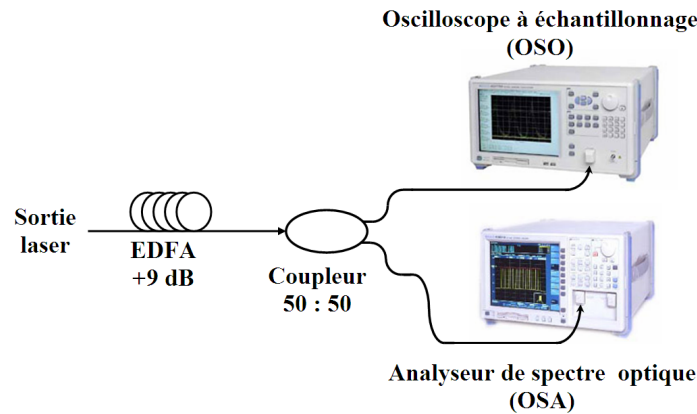 Oscilloscope à échantillonnage
(OSO)
Sortie
laser
EDFA
+9 dB
Coupleur
50 : 50
Analyseur de spectre optique
(OSA)